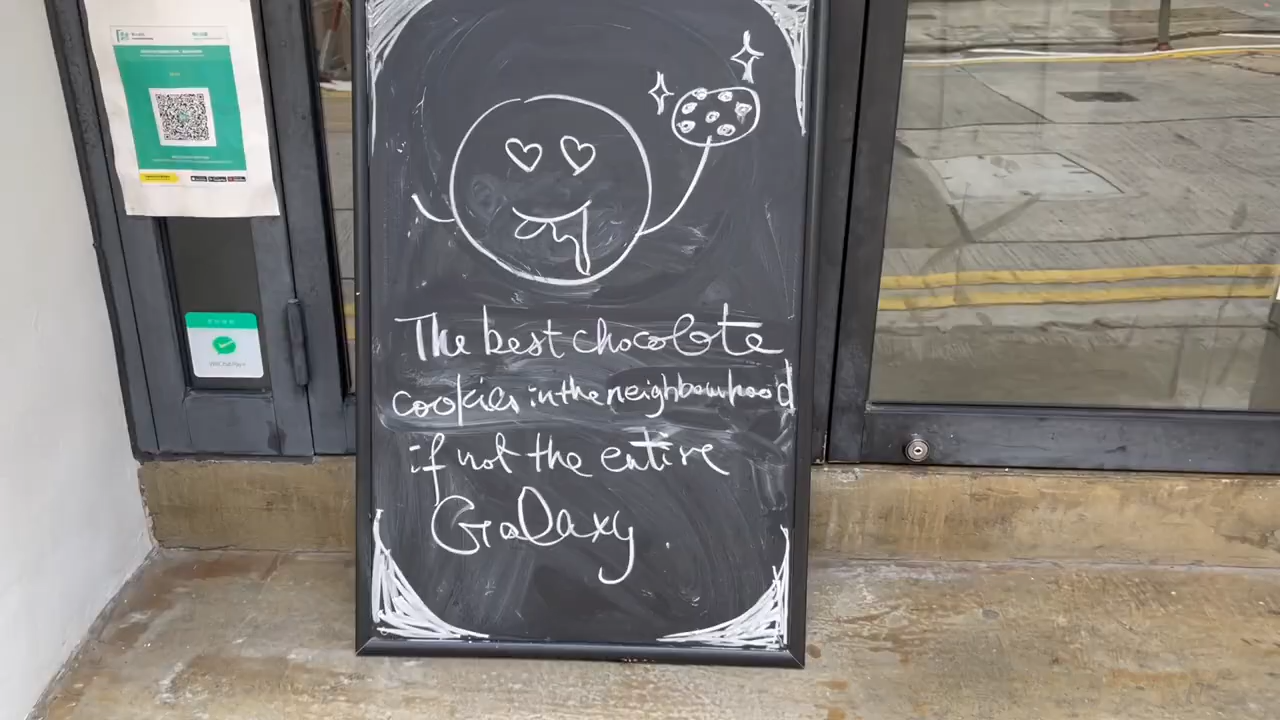 The best chocolate
cookies in the neighbourhood
if not the entire
Galaxy.